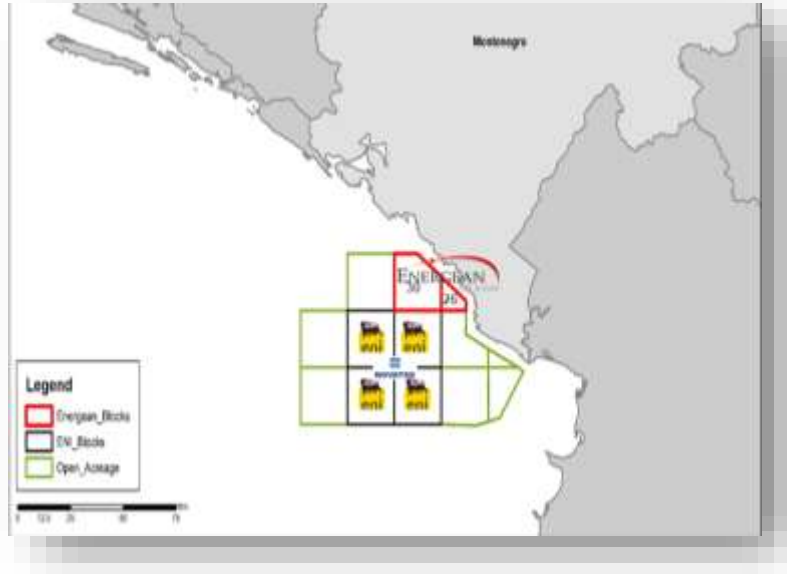 Montenegro
ENERGEAN
30
26
eni
eni
eni
eni
Legend
Energean_Blocks
ENI_Blocks
Open_Acreage